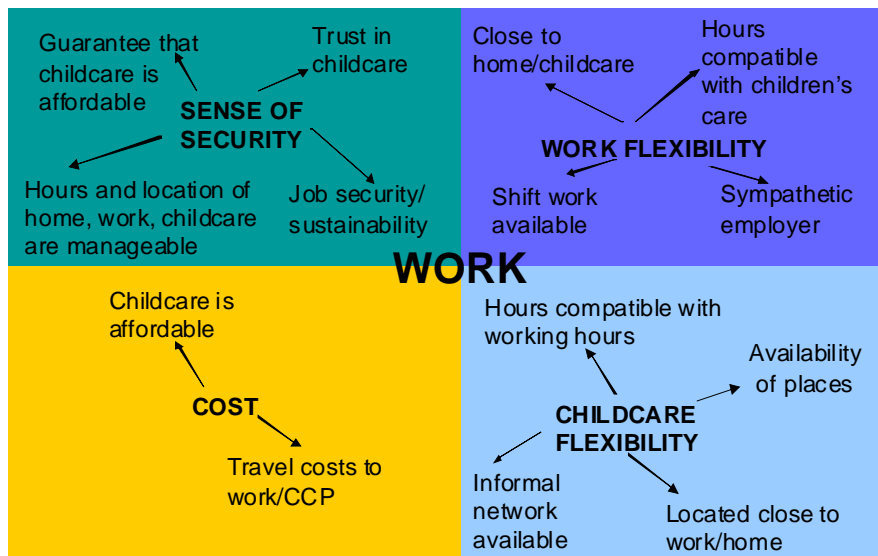 Guarantee that
childcare is
affordable
Trust in
childcare
SENSE OF
SECURITY
Hours and location of
home, work, childcare
are manageable
Job security/
sustainability
Close to
home/childcare
Hours
compatible
with children's
care
WORK FLEXIBILITY
Shift work
available
Sympathetic
employer
WORK
Childcare is
affordable
COST
Travel costs to
work/CCP
Hours compatible with
working hours
Availability
of places
CHILDCARE
FLEXIBILITY
Informal
network
available
Located close to
work/home